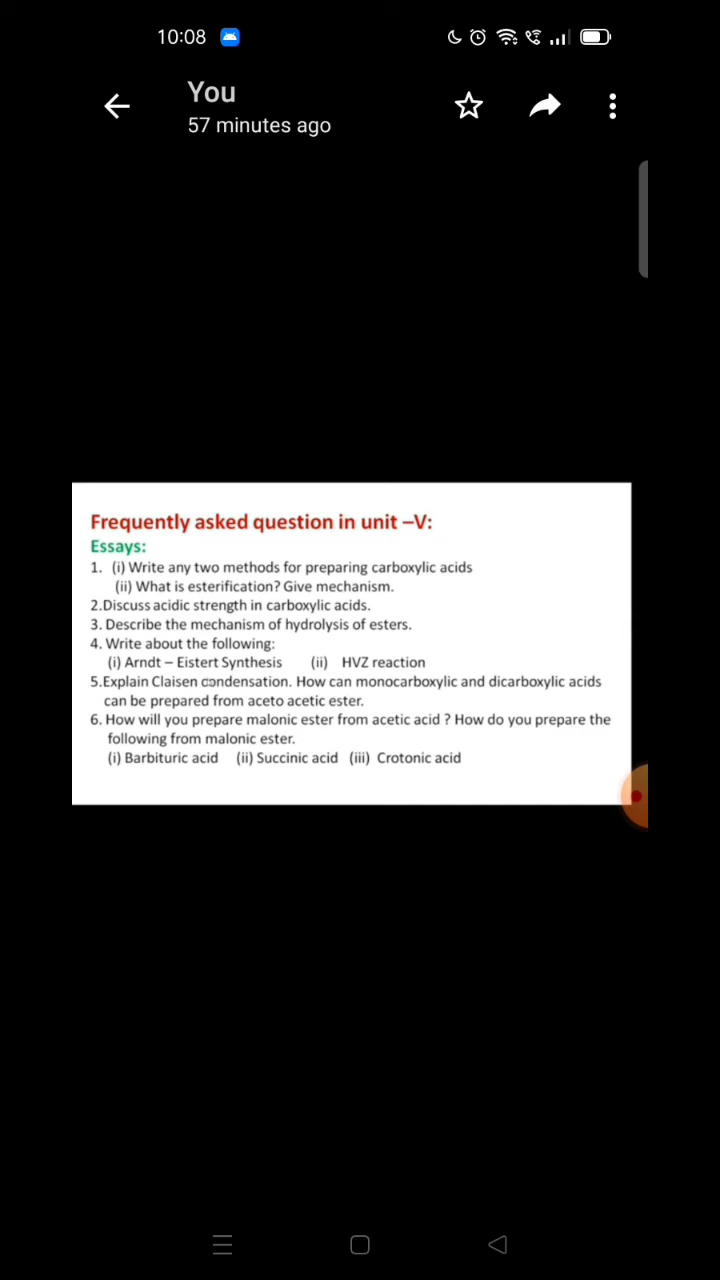 10:08
You
57 minutes ago
Frequently asked question in unit –V:
Essays:
1. (i) Write any two methods for preparing carboxylic acids
(ii) What is esterification? Give mechanism.
2.Discuss acidic strength in carboxylic acids.
3. Describe the mechanism of hydrolysis of esters.
4. Write about the following:
(i) Arndt – Eistert Synthesis (ii) HVZ reaction
5.Explain Claisen condensation. How can monocarboxylic and dicarboxylic acids
can be prepared from aceto acetic ester.
6. How will you prepare malonic ester from acetic acid ? How do you prepare the
following from malonic ester.
(i) Barbituric acid (ii) Succinic acid (iii) Crotonic acid